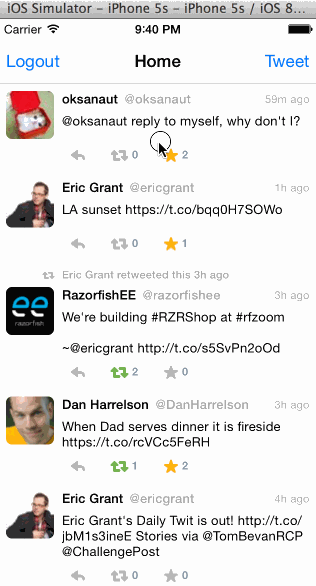 iOS Simulator - iPhone 5s - iPhone 5s / iOS 8...
Carrier 9:40 PM
Logout Home Tweet
oksanaut @oksanaut 59m ago
@oksanaut reply to myself, why don't I?
0 2
Eric Grant @ericgrant 1h ago
LA sunset https://t.co/bqq0H7SOWo
0 1
Eric Grant retweeted this 3h ago
RazorfishEE @razorfishee 3h ago
ee
razorfish
We're building #RZRShop at #rfzoom
~@ericgrant http://t.co/s5SvPn2oOd
2 0
Dan Harrelson @DanHarrelson 3h ago
When Dad serves dinner it is fireside
https://t.co/rcVCc5FeRH
1 2
Eric Grant @ericgrant 4h ago
Eric Grant's Daily Twit is out! http://t.co/
jbM1s3ineE Stories via @TomBevanRCP
@ChallengePost
0 0